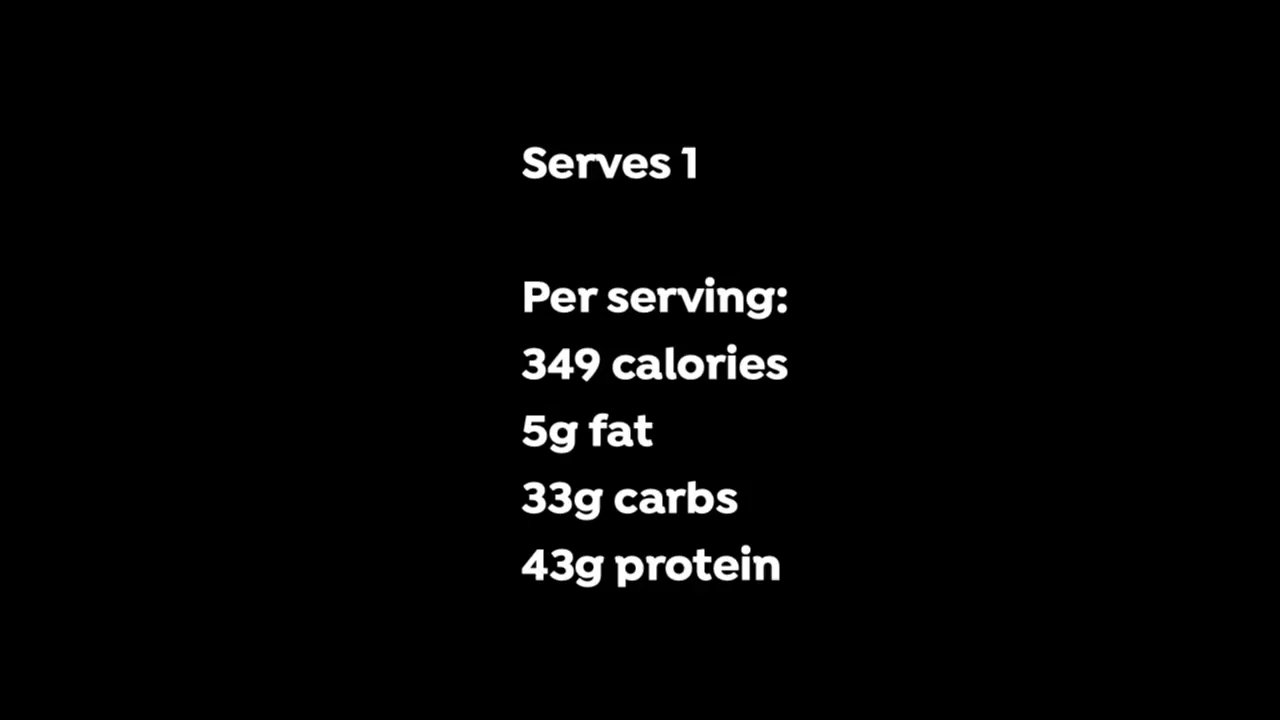 Serves 1
Per serving:
349 calories
5g fat
33g carbs
43g protein